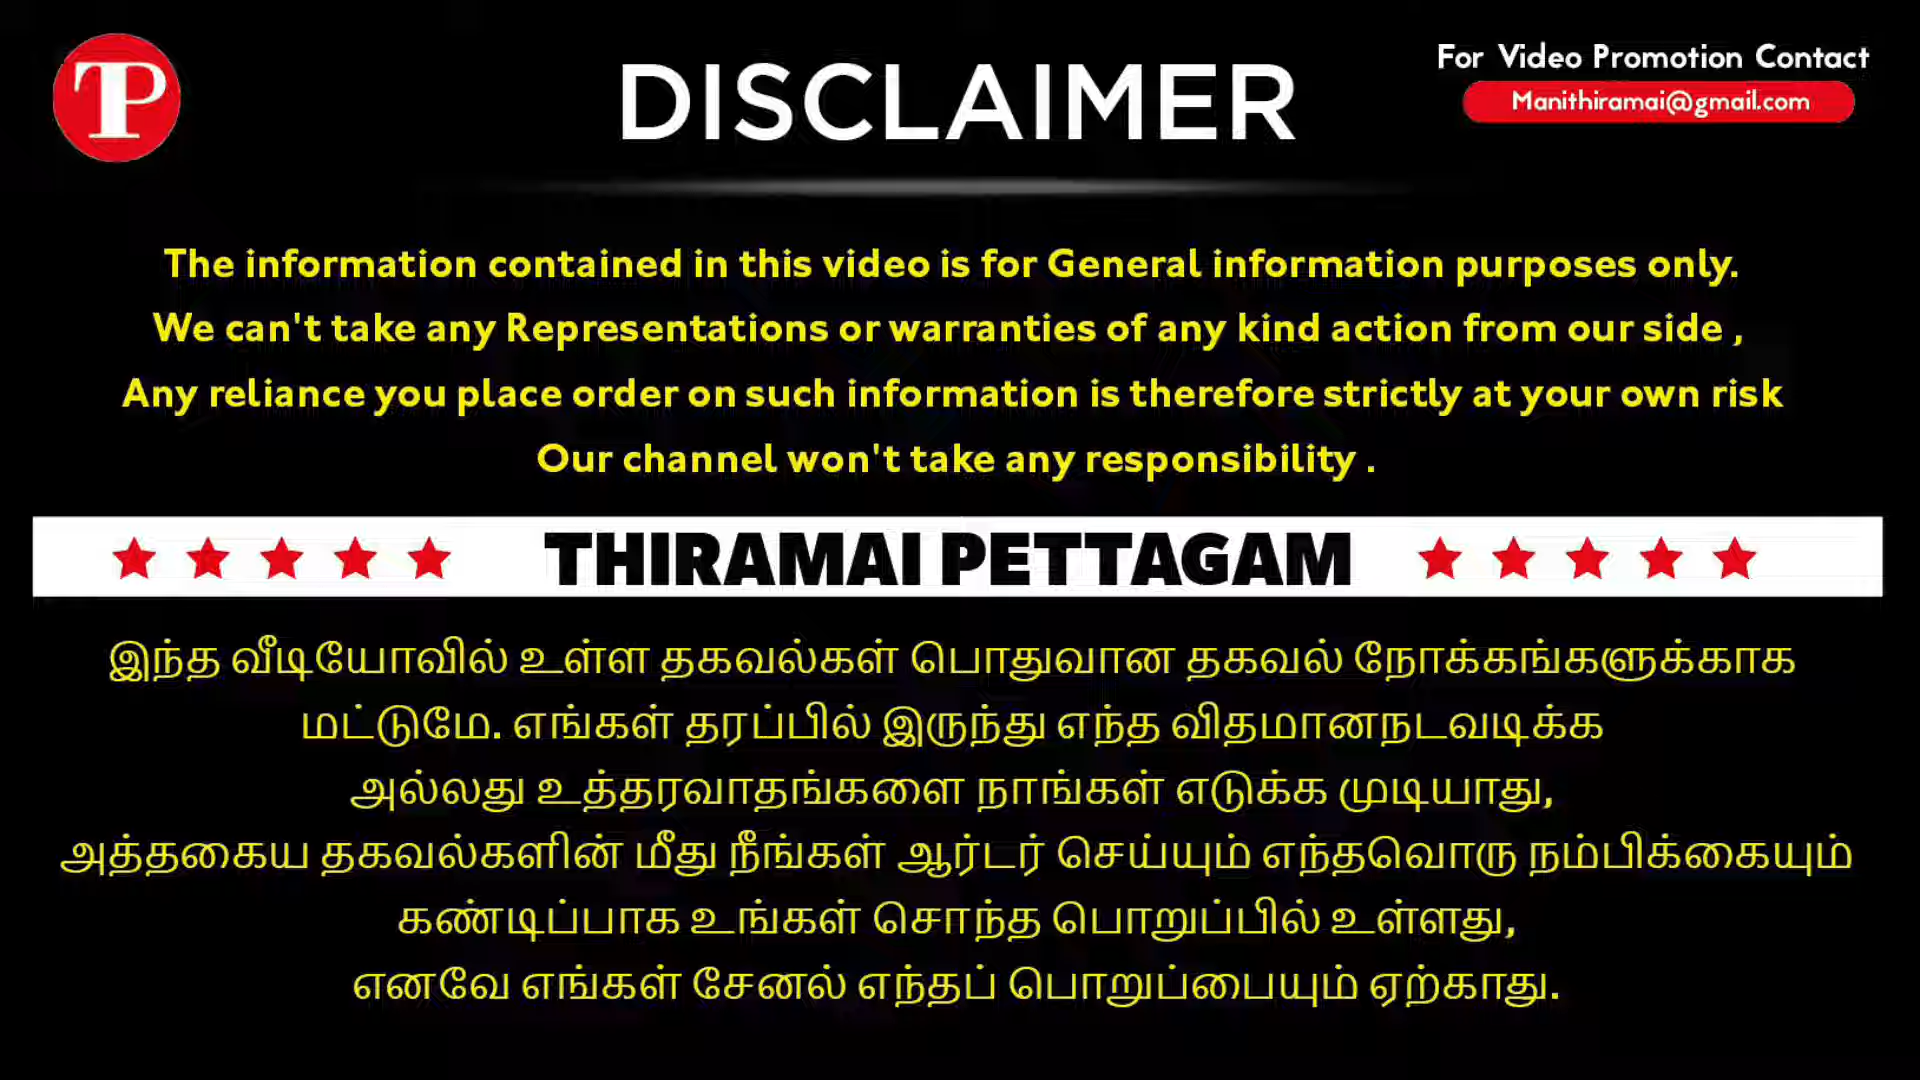 TP
DISCLAIMER
For Video Promotion Contact
Manithiramai@gmail.com
The information contained in this video is for General information purposes only.
We can't take any Representations or warranties of any kind action from our side ,
Any reliance you place order on such information is therefore strictly at your own risk
Our channel won't take any responsibility .
THIRAMAI PETTAGAM
இந்த வீடியோவில் உள்ள தகவல்கள் பொதுவான தகவல் நோக்கங்களுக்காக
மட்டுமே. எங்கள் தரப்பில் இருந்து எந்த விதமானநடவடிக்க
அல்லது உத்தரவாதங்களை நாங்கள் எடுக்க முடியாது,
அத்தகைய தகவல்களின் மீது நீங்கள் ஆர்டர் செய்யும் எந்தவொரு நம்பிக்கையும்
கண்டிப்பாக உங்கள் சொந்த பொறுப்பில் உள்ளது,
எனவே எங்கள் சேனல் எந்தப் பொறுப்பையும் ஏற்காது.